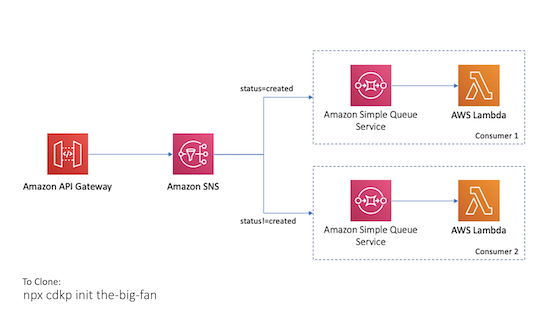 status=created
Amazon Simple Queue
Service
AWS Lambda
Consumer 1
Amazon API Gateway
Amazon SNS
status!=created
Amazon Simple Queue
Service
AWS Lambda
Consumer 2
To Clone:
npx cdkp init the-big-fan